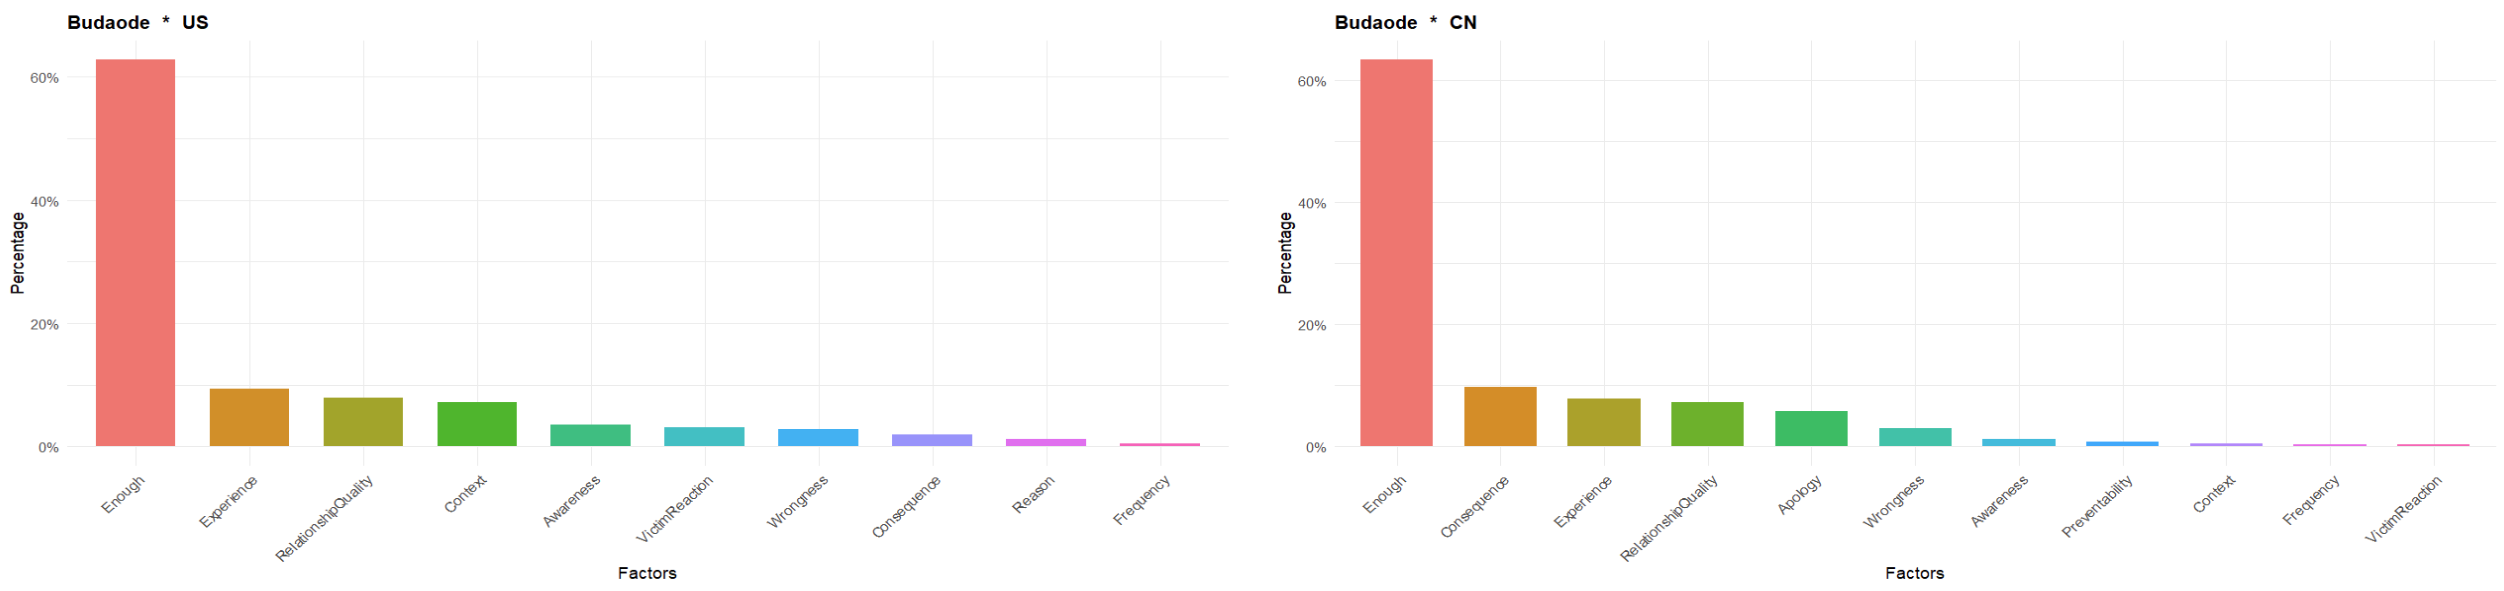 Budaode * US
Percentage
60%
40%
20%
0%
Enough
Experience
RelationshipQuality
Context
Awareness
VictimReaction
Wrongness
Consequence
Reason
Frequency
Factors
Budaode * CN
Percentage
60%
40%
20%
0%
Enough
Consequence
Experience
RelationshipQuality
Apology
Wrongness
Awareness
Preventability
Context
Frequency
VictimReaction
Factors